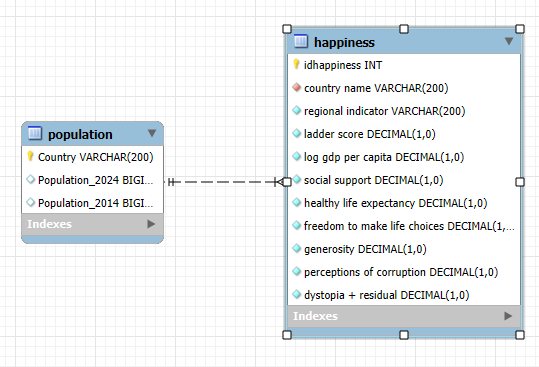 population
Country VARCHAR(200)
Population_2024 BIGI...
Population_2014 BIGI...
Indexes
happiness
idhappiness INT
country name VARCHAR(200)
regional indicator VARCHAR(200)
ladder score DECIMAL(1,0)
log gdp per capita DECIMAL(1,0)
social support DECIMAL(1,0)
healthy life expectancy DECIMAL(1,0)
freedom to make life choices DECIMAL(1,...
generosity DECIMAL(1,0)
perceptions of corruption DECIMAL(1,0)
dystopia + residual DECIMAL(1,0)
Indexes